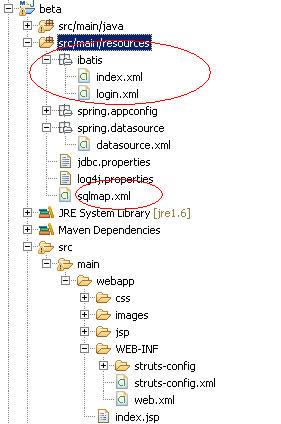 beta
src/main/java
src/main/resources
ibatis
index.xml
login.xml
spring.appconfig
spring.datasource
datasource.xml
jdbc.properties
log4j.properties
sqlmap.xml
JRE System Library [jre1.6]
Maven Dependencies
src
main
webapp
css
images
jsp
WEB-INF
struts-config
struts-config.xml
web.xml
index.jsp